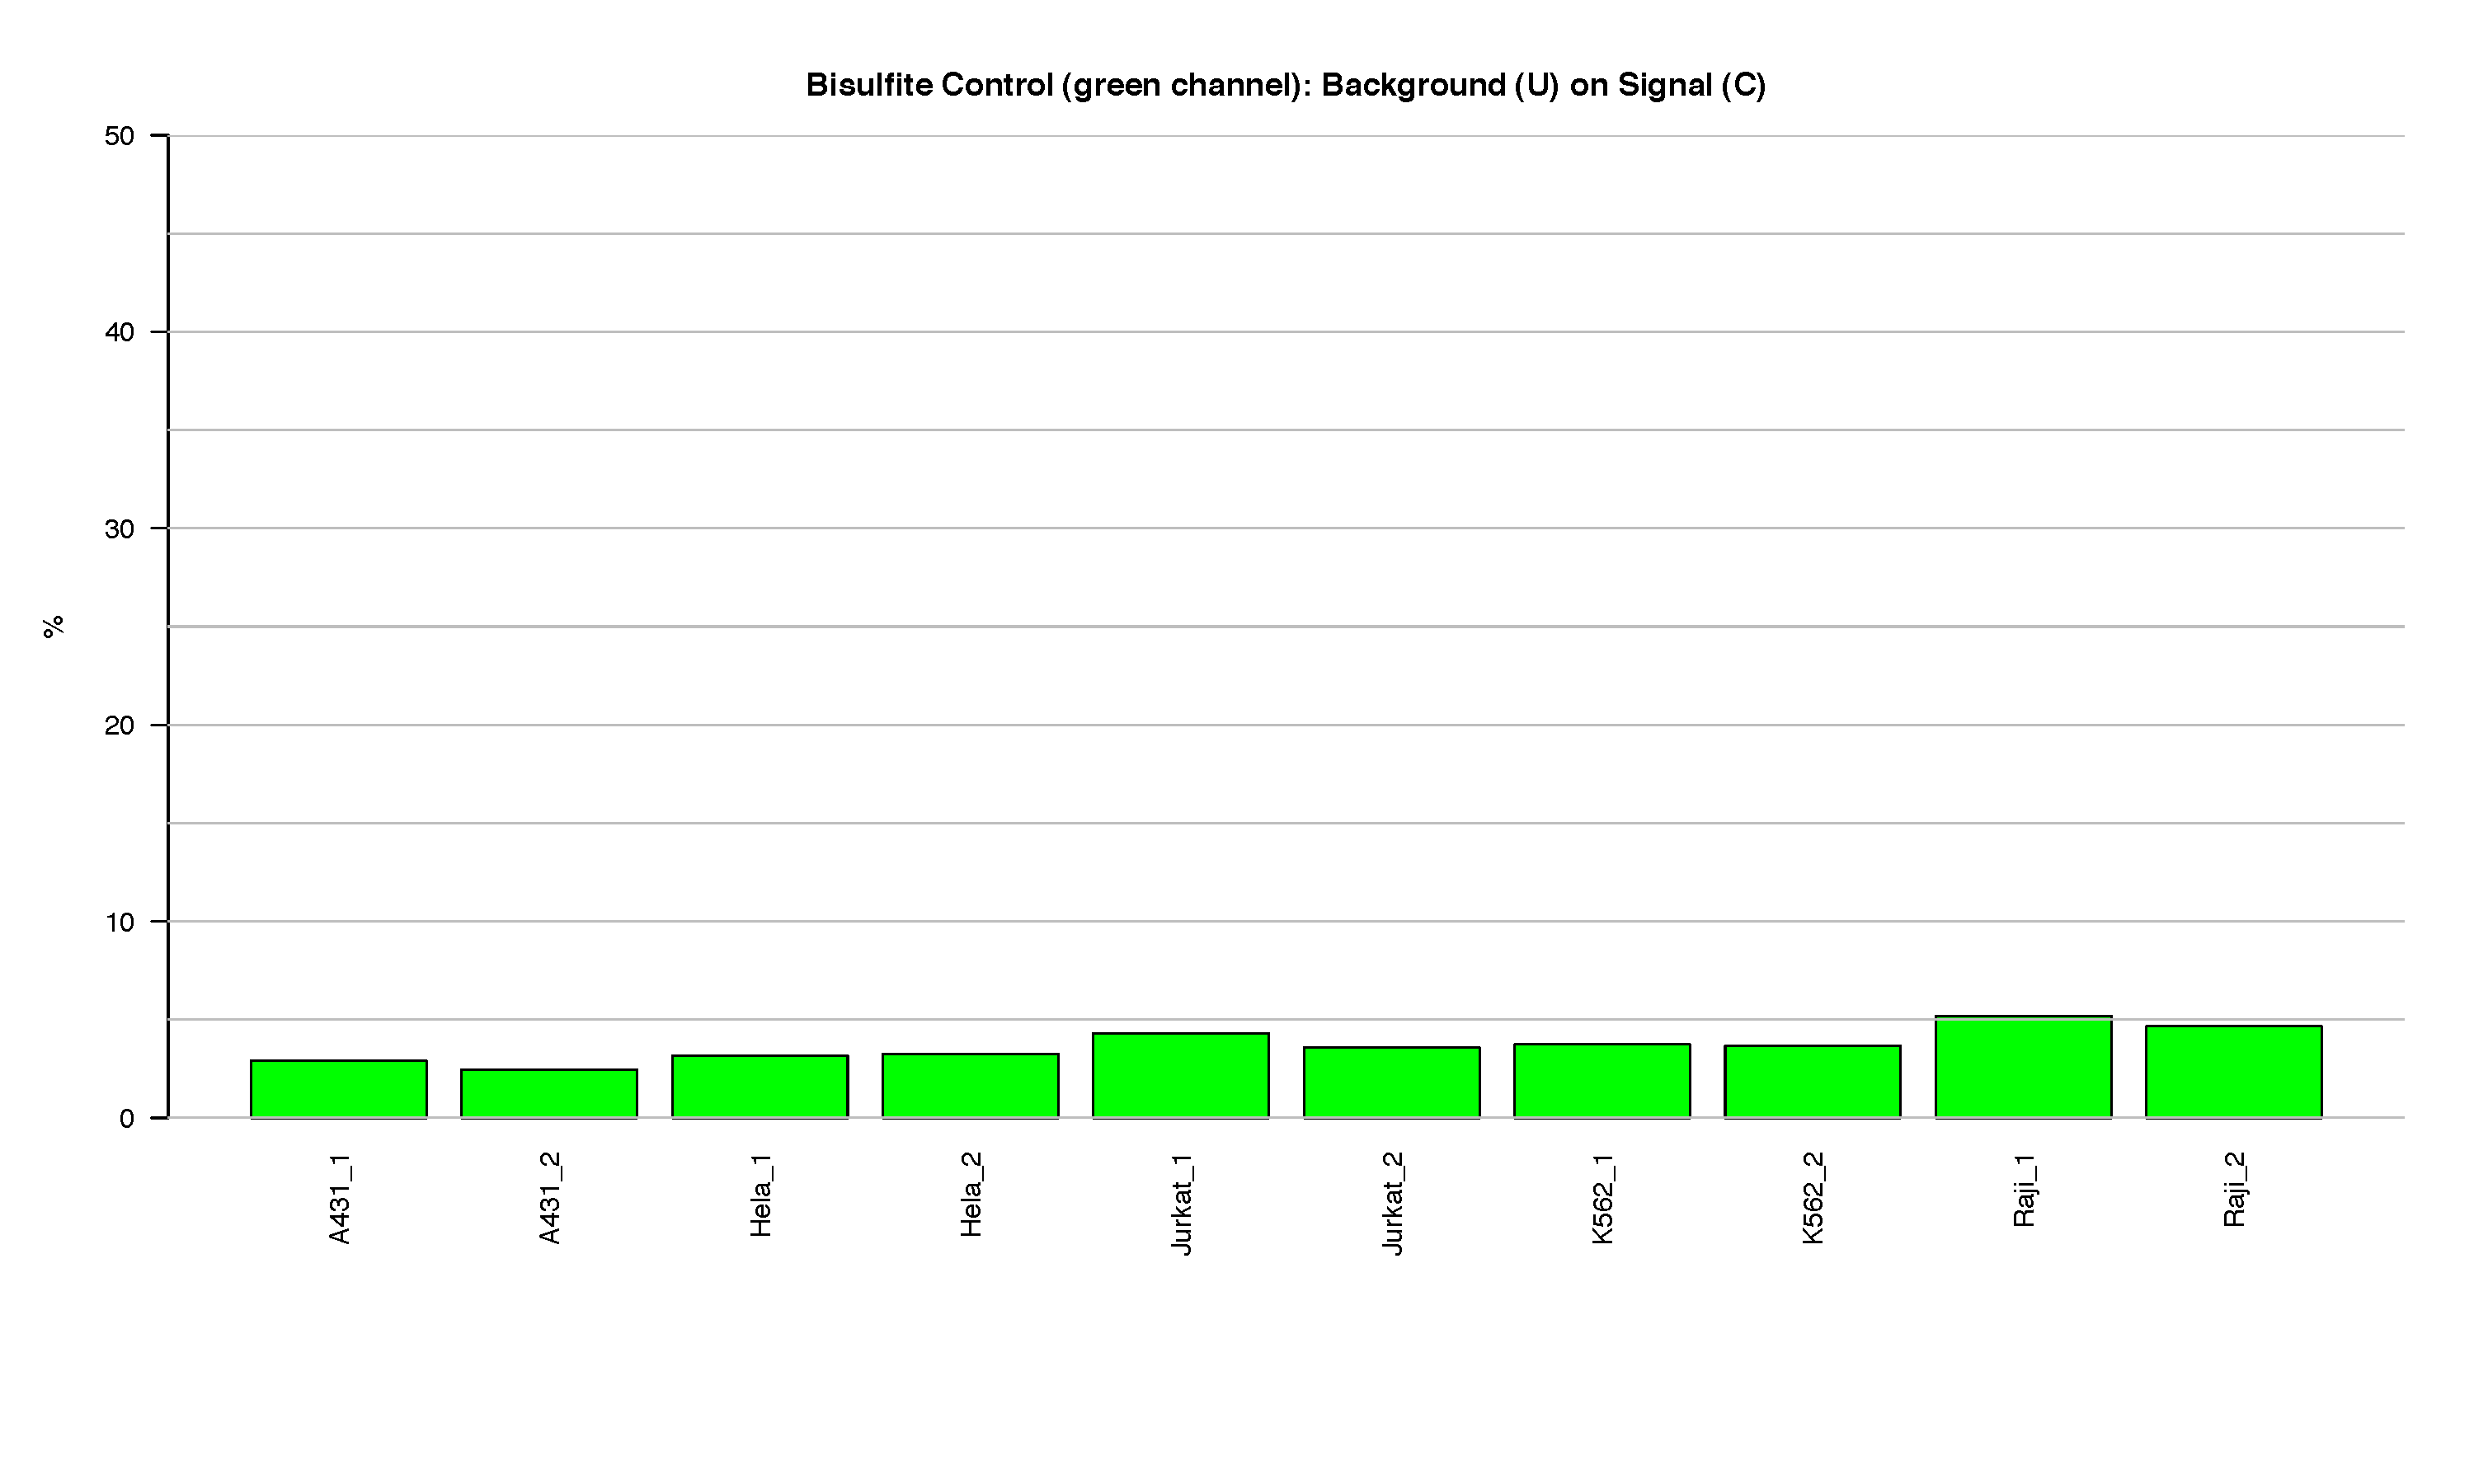 Bisulfite Control (green channel): Background (U) on Signal (C)
50
40
30
%
20
10
0
A431_1
A431_2
Hela_1
Hela_2
Jurkat_1
Jurkat_2
K562_1
K562_2
Raji_1
Raji_2